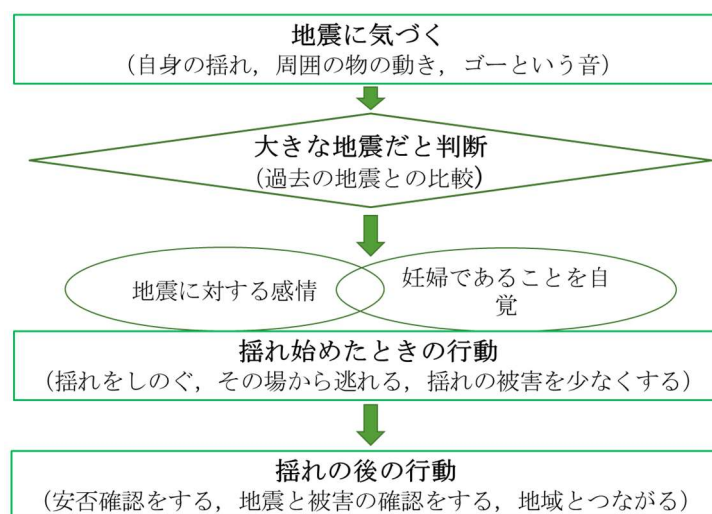 地震に気づく
（自身の揺れ，周囲の物の動き，ゴーという音）
大きな地震だと判断
（過去の地震との比較)
地震に対する感情
妊婦であることを自
覚
揺れ始めたときの行動
（揺れをしのぐ，その場から逃れる，揺れの被害を少なくする）
揺れの後の行動
（安否確認をする，地震と被害の確認をする，地域とつながる）